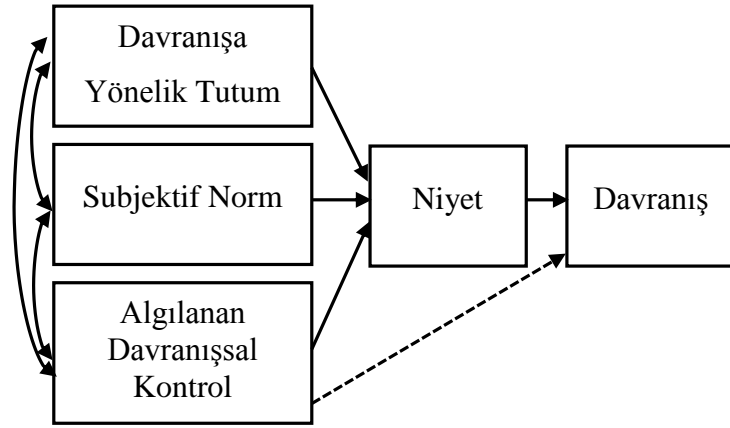 Davranışa
Yönelik Tutum
Subjektif Norm
Niyet
Davranış
Algılanan
Davranışsal
Kontrol